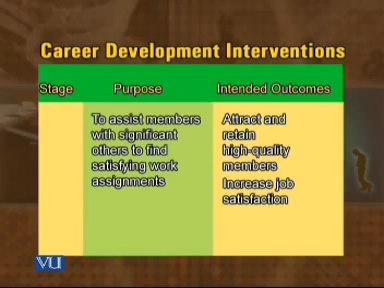 Career Development Interventions
Stage Purpose Intended Outcomes
To assist members
with significant
others to find
satisfying work
assignments
Attract and
retain
high-quality
members
Increase job
satisfaction
VU